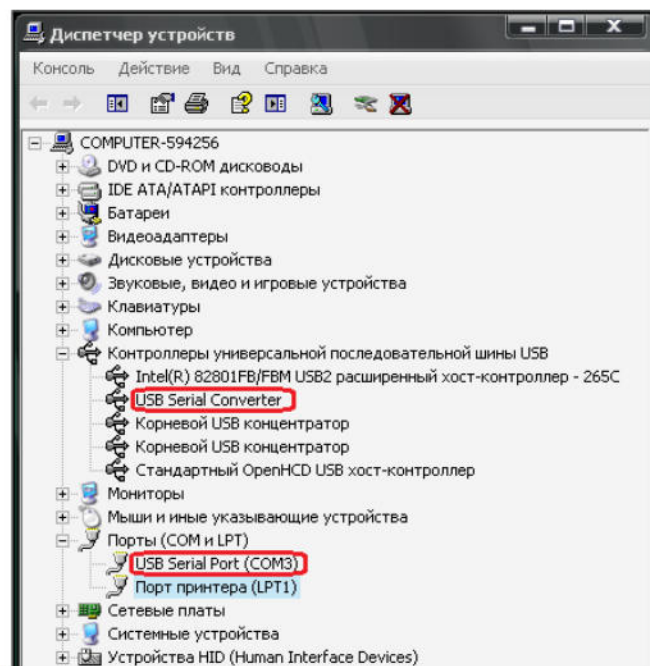 Диспетчер устройств
Консоль Действие Вид Справка
COMPUTER-594256
DVD и CD-ROM дисководы
IDE ATA/ATAPI контроллеры
Батареи
Видеоадаптеры
Дисковые устройства
Звуковые, видео и игровые устройства
Клавиатуры
Компьютер
Контроллеры универсальной последовательной шины USB
Intel(R) 82801FB/FBM USB2 расширенный хост-контроллер - 265C
USB Serial Converter
Корневой USB концентратор
Корневой USB концентратор
Стандартный OpenHCD USB хост-контроллер
Мониторы
Мыши и иные указывающие устройства
Порты (COM и LPT)
USB Serial Port (COM3)
Порт принтера (LPT1)
Сетевые платы
Системные устройства
Устройства HID (Human Interface Devices)